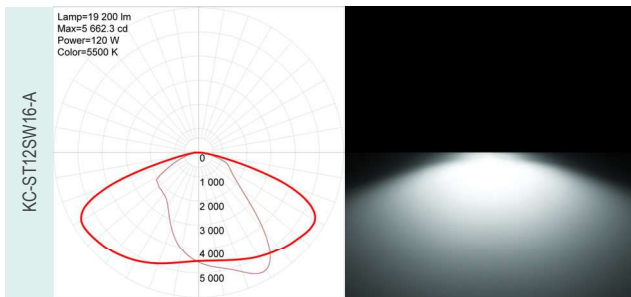 KC-ST12SW16-A
Lamp=19 200 lm
Max=5 662.3 cd
Power=120 W
Color=5500 K
0
1 000
2 000
3 000
4 000
5 000